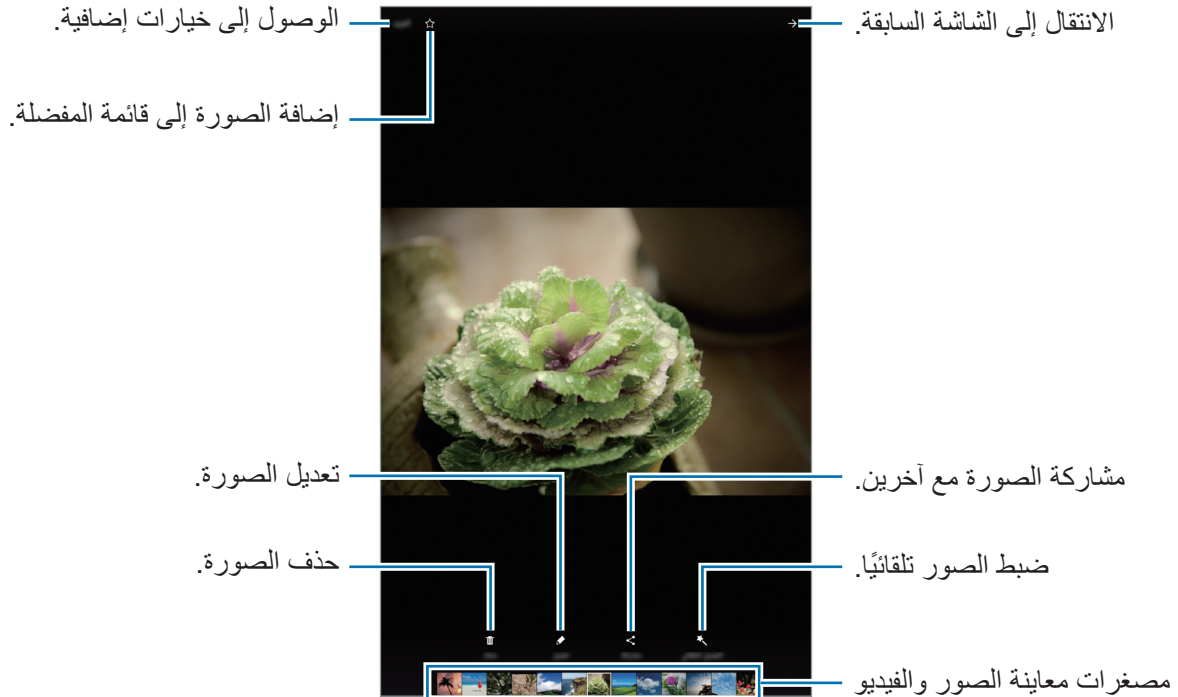 الانتقال إلى الشاشة السابقة.
الوصول إلى خيارات إضافية.
إضافة الصورة إلى قائمة المفضلة.
مشاركة الصورة مع آخرين.
تعديل الصورة.
ضبط الصور تلقائيًا.
حذف الصورة.
مصغرات معاينة الصور والفيديو